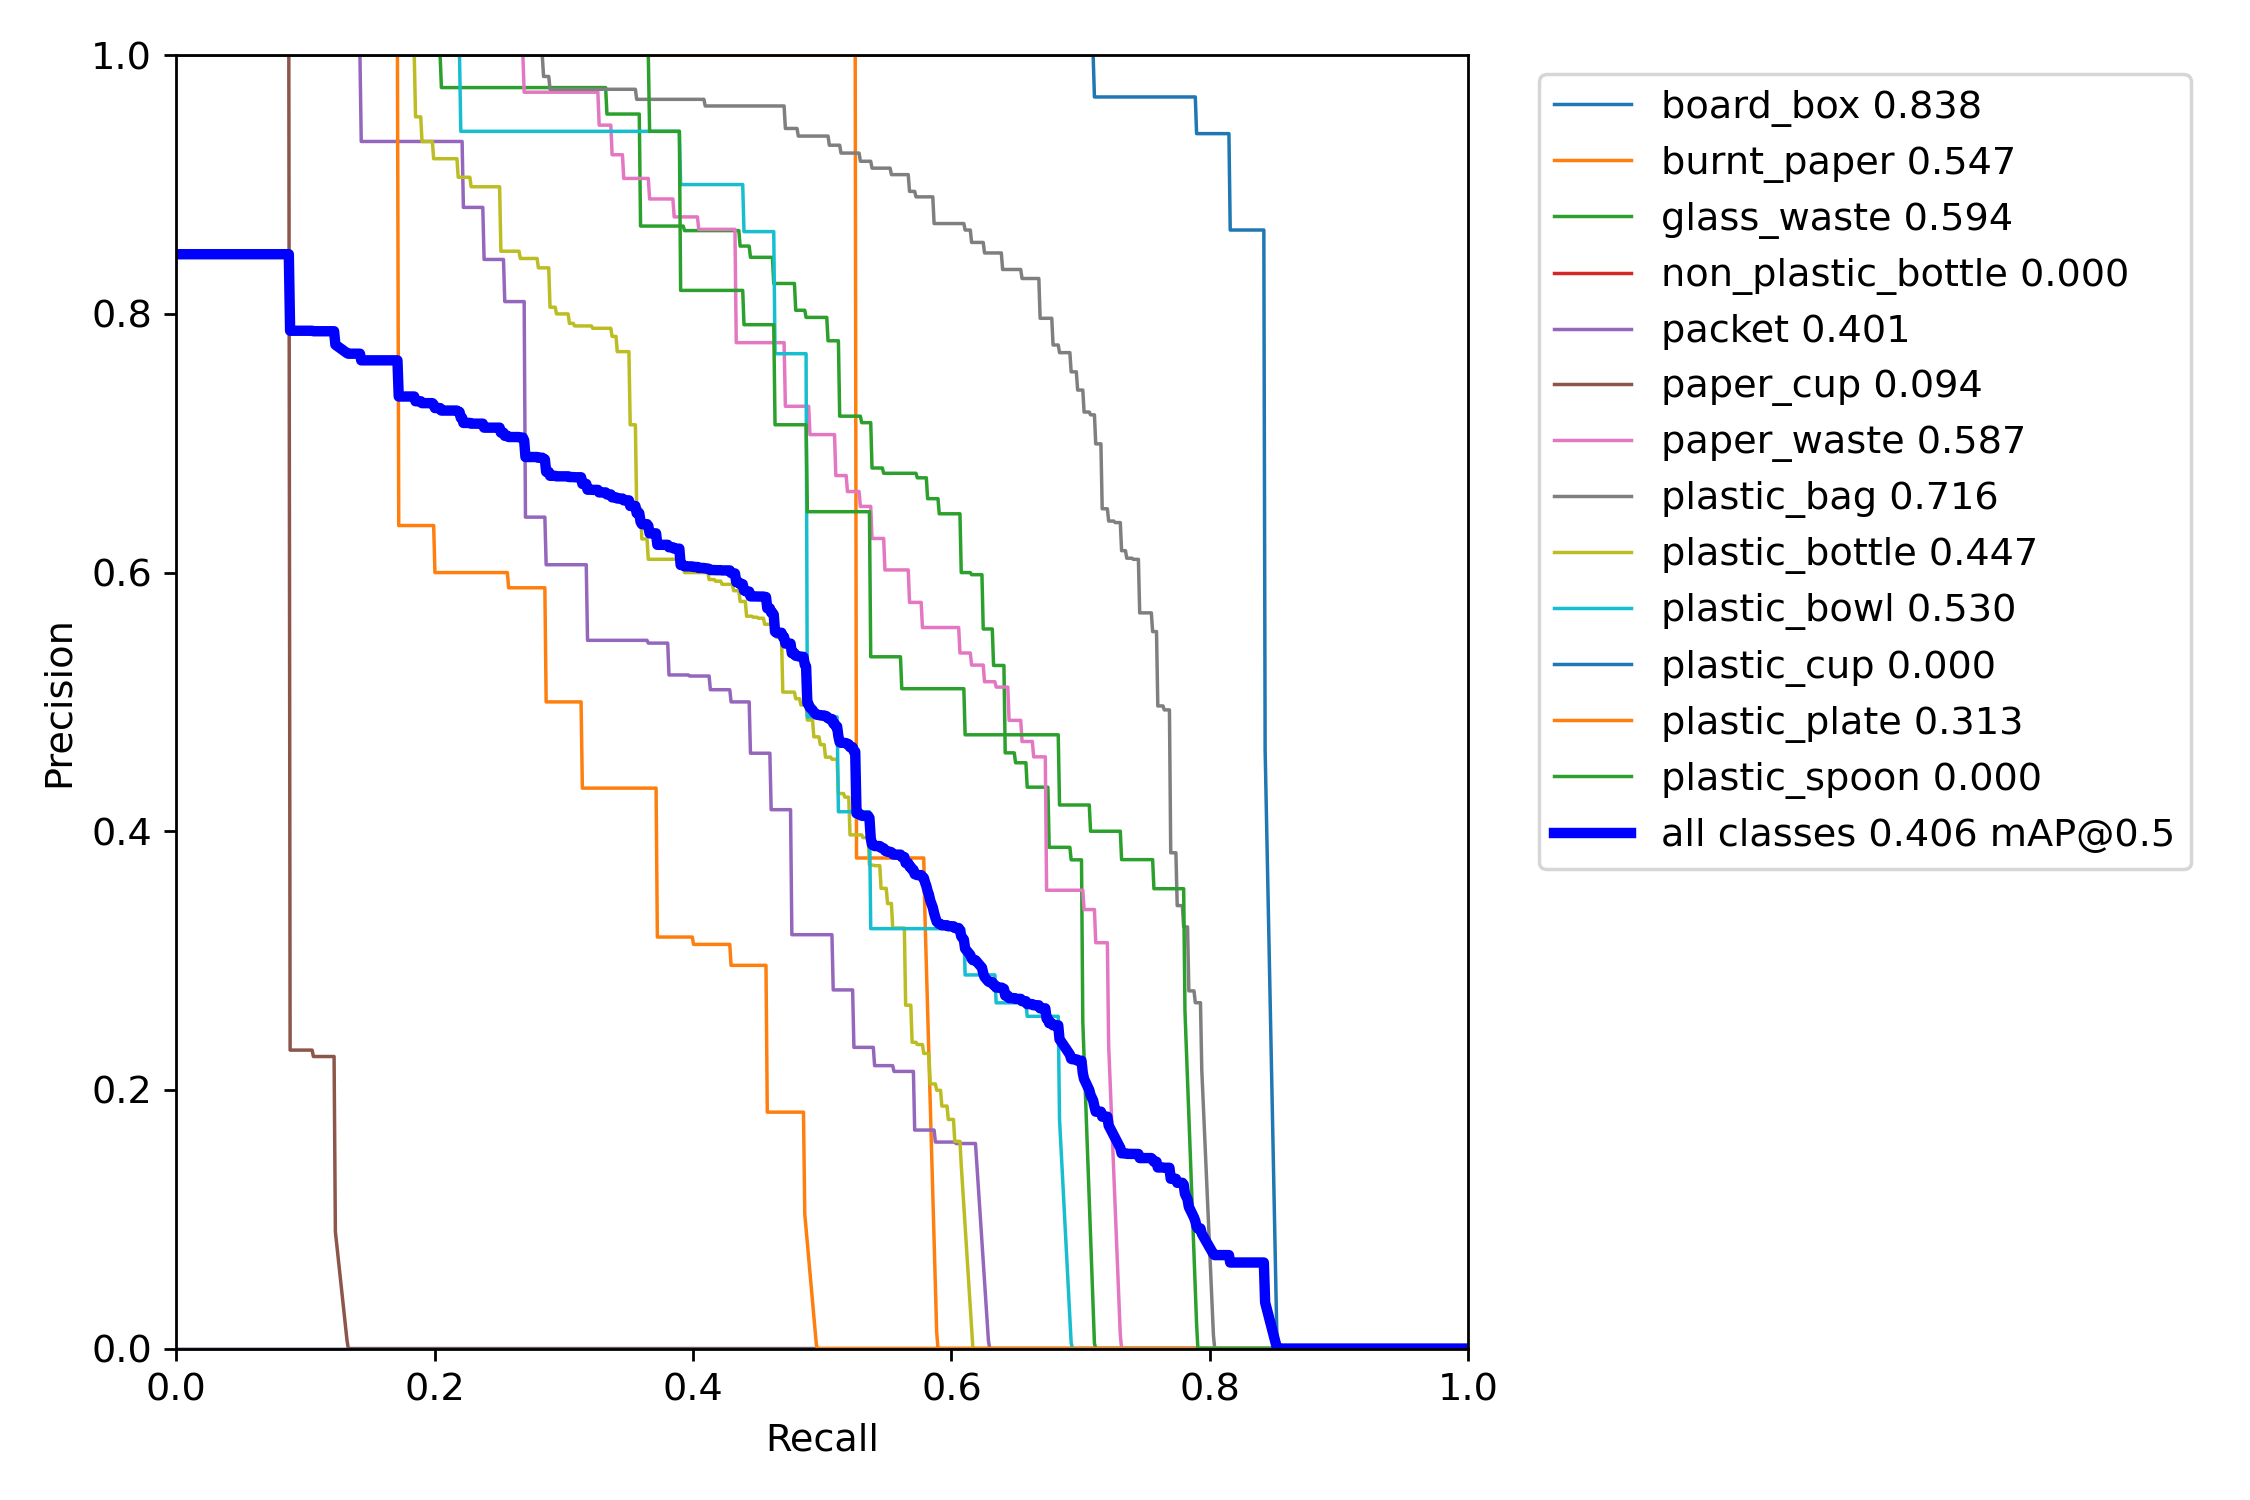 1.0
0.8
0.6
0.4
0.2
0.0
Precision
0.0 0.2 0.4 0.6 0.8 1.0
Recall
board_box 0.838
burnt_paper 0.547
glass_waste 0.594
non_plastic_bottle 0.000
packet 0.401
paper_cup 0.094
paper_waste 0.587
plastic_bag 0.716
plastic_bottle 0.447
plastic_bowl 0.530
plastic_cup 0.000
plastic_plate 0.313
plastic_spoon 0.000
all classes 0.406 mAP@0.5